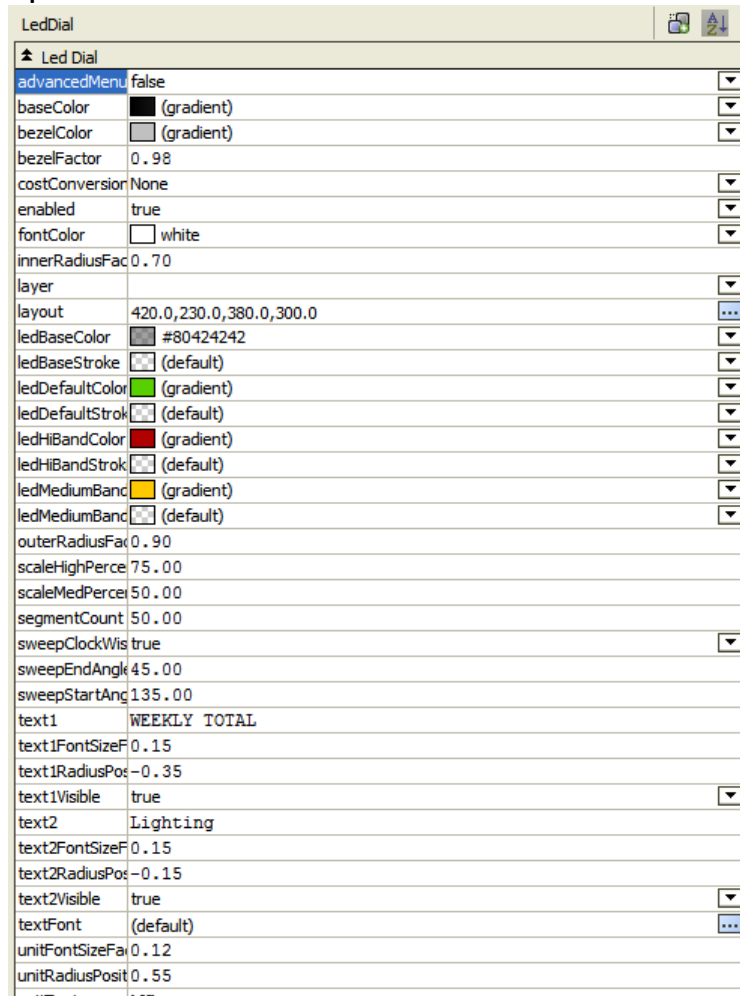 LedDial
Led Dial
advancedMenu false
baseColor (gradient)
bezelColor (gradient)
bezelFactor 0.98
costConversion None
enabled true
fontColor white
innerRadiusFac 0.70
layer
layout 420.0,230.0,380.0,300.0
ledBaseColor #80424242
ledBaseStroke (default)
ledDefaultColor (gradient)
ledDefaultStrok (default)
ledHiBandColor (gradient)
ledHiBandStrok (default)
ledMediumBand (gradient)
ledMediumBand (default)
outerRadiusFac 0.90
scaleHighPerce 75.00
scaleMedPercer 50.00
segmentCount 50.00
sweepClockWis true
sweepEndAngle 45.00
sweepStartAng 135.00
text1 WEEKLY TOTAL
text1FontSizeF 0.15
text1RadiusPos -0.35
text1Visible true
text2 Lighting
text2FontSizeF 0.15
text2RadiusPos -0.15
text2Visible true
textFont (default)
unitFontSizeFa 0.12
unitRadiusPosit 0.55